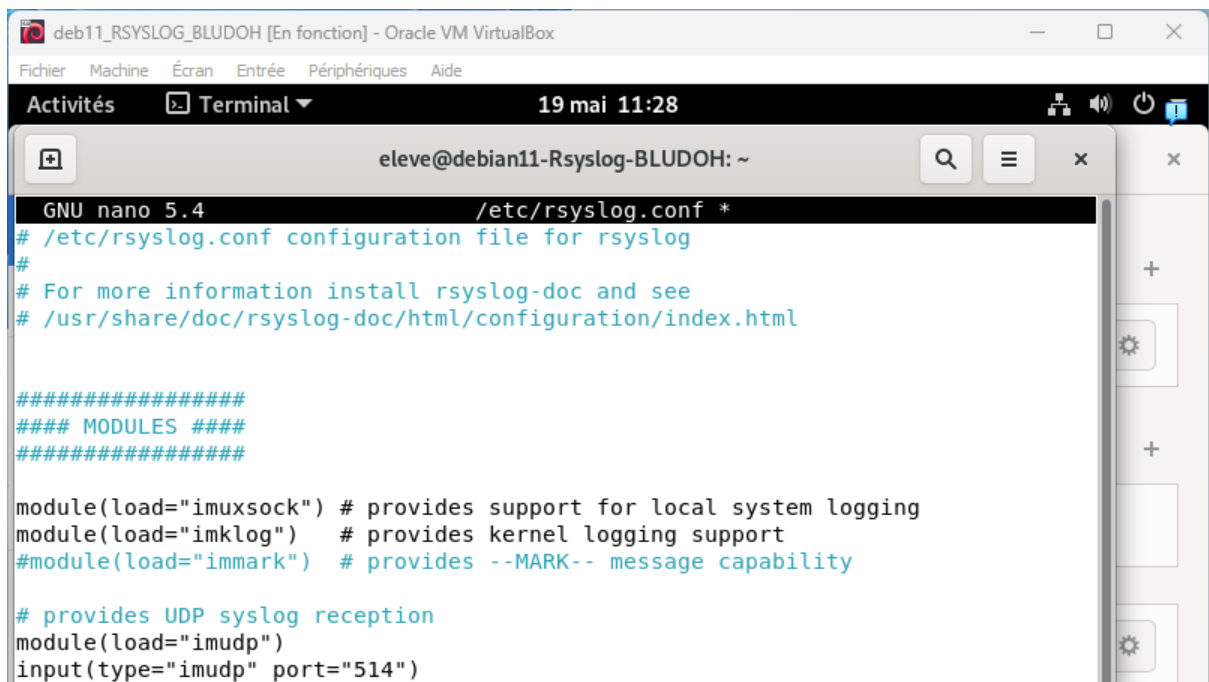 deb11_RSYSLOG_BLUDOH [En fonction] - Oracle VM VirtualBox
Fichier Machine Écran Entrée Périphériques Aide
Activités Terminal 19 mai 11:28
eleve@debian11-Rsyslog-BLUDOH: ~
GNU nano 5.4 /etc/rsyslog.conf *
# /etc/rsyslog.conf configuration file for rsyslog
#
# For more information install rsyslog-doc and see
# /usr/share/doc/rsyslog-doc/html/configuration/index.html
#################
#### MODULES ####
#################
module(load="imuxsock") # provides support for local system logging
module(load="imklog")   # provides kernel logging support
#module(load="immark")  # provides --MARK-- message capability
# provides UDP syslog reception
module(load="imudp")
input(type="imudp" port="514")